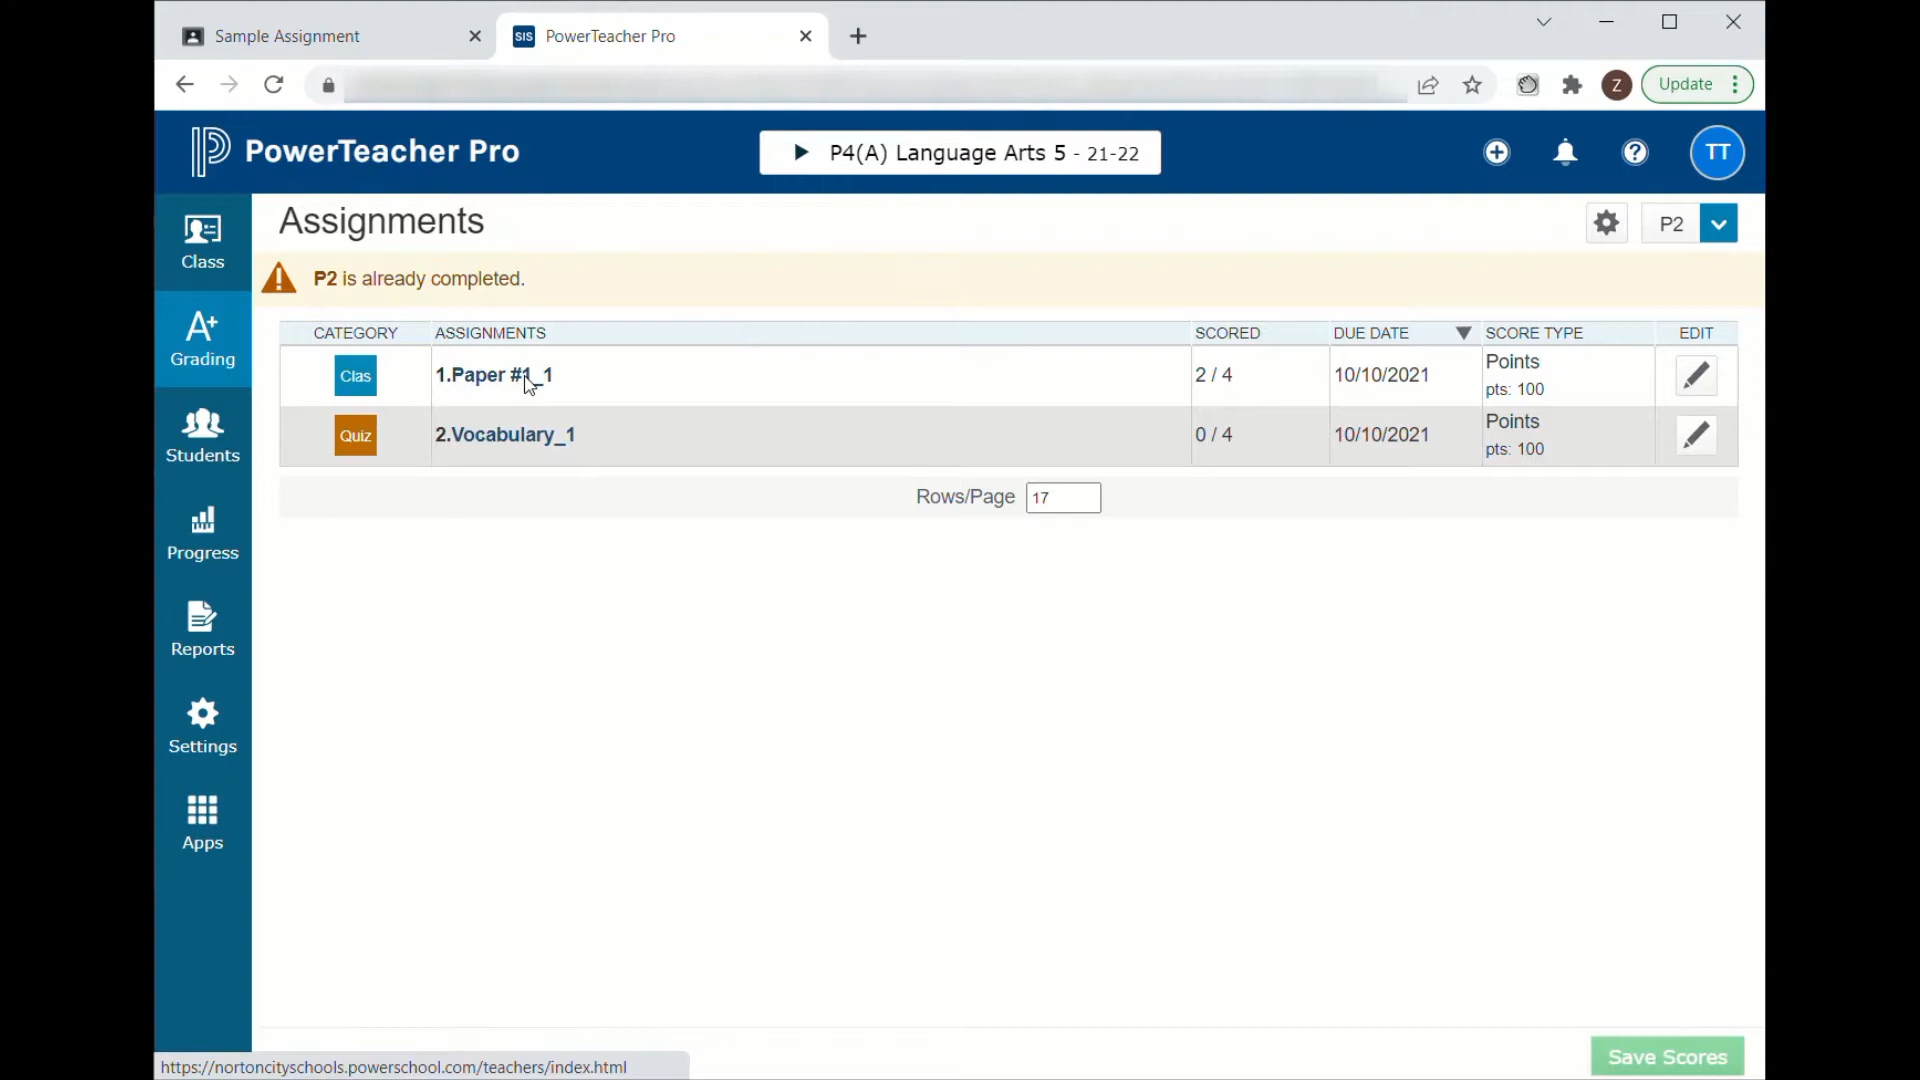 Sample Assignment
SIS PowerTeacher Pro
Z Update
PowerTeacher Pro
P4(A) Language Arts 5 - 21-22
TT
Class
Grading
Students
Progress
Reports
Settings
Apps
Assignments
P2
P2 is already completed.
CATEGORY ASSIGNMENTS SCORED DUE DATE SCORE TYPE EDIT
Clas 1.Paper #1_1 2 / 4 10/10/2021 Points
pts: 100
Quiz 2.Vocabulary_1 0 / 4 10/10/2021 Points
pts: 100
Rows/Page 17
Save Scores
https://nortoncityschools.powerschool.com/teachers/index.html